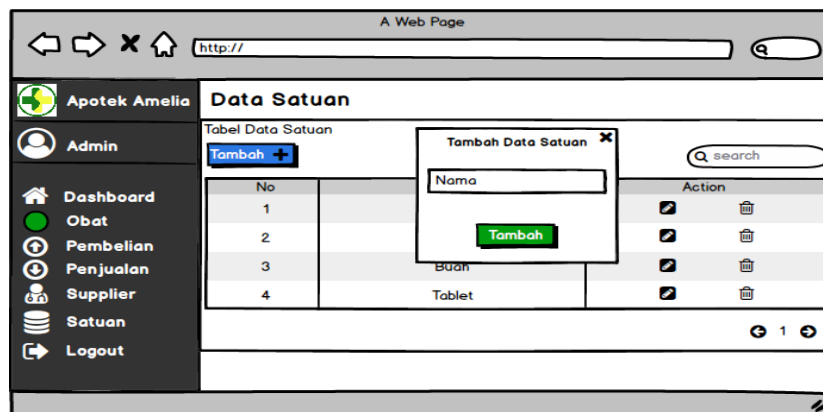 A Web Page
http://
Apotek Amelia
Data Satuan
Admin
Tabel Data Satuan
Tambah
search
Tambah Data Satuan
Nama
Tambah
No
Action
1
2
3
Buah
4
Tablet
Dashboard
Obat
Pembelian
Penjualan
Supplier
Satuan
Logout
1